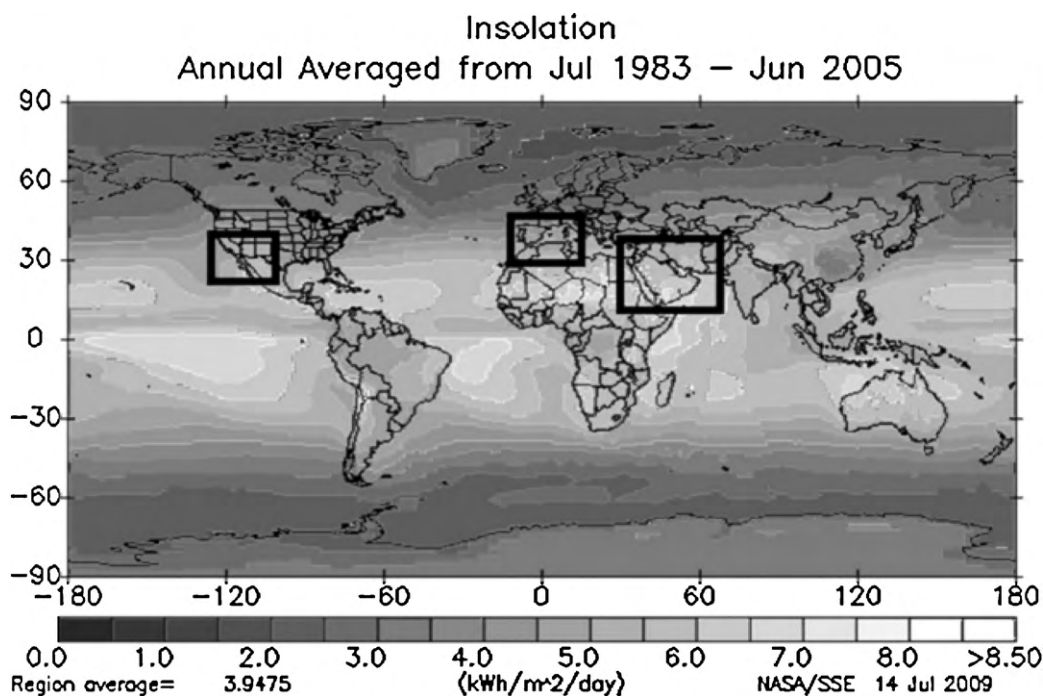 Insolation
Annual Averaged from Jul 1983 – Jun 2005
90
60
30
0
−30
−60
−90
−180 −120 −60 0 60 120 180
0.0 1.0 2.0 3.0 4.0 5.0 6.0 7.0 8.0 >8.50
Region average= 3.9475 (kWh/m^2/day) NASA/SSE 14 Jul 2009